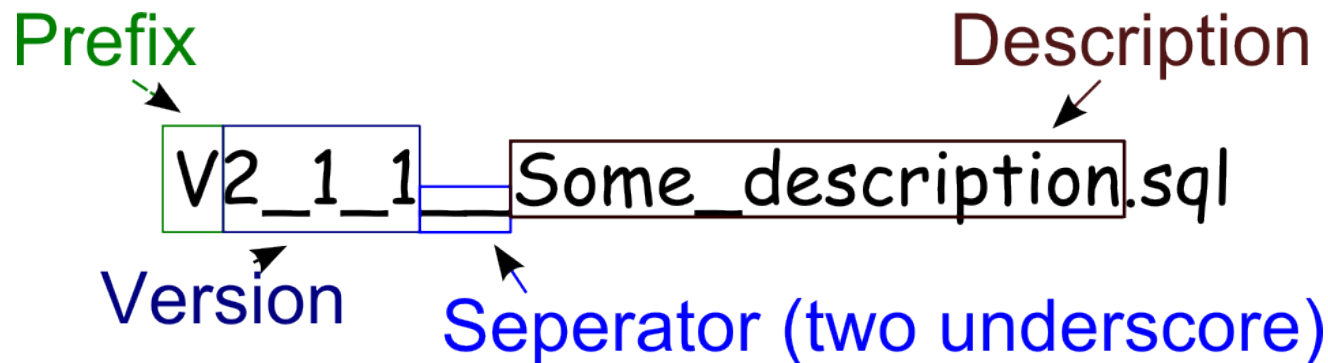 Prefix
Description
V2_1_1__Some_description.sql
Version
Seperator (two underscore)